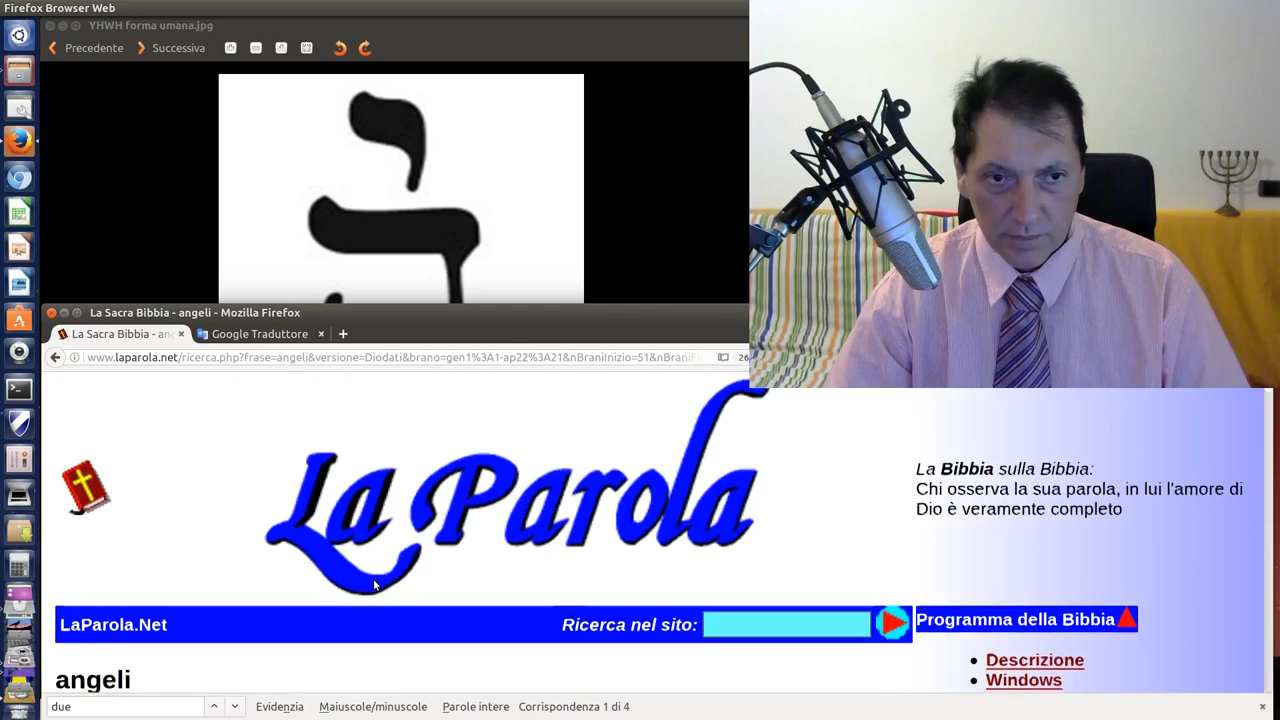 Firefox Browser Web
YHWH forma umana.jpg
Precedente
Successiva
י
ה
La Sacra Bibbia - angeli - Mozilla Firefox
La Sacra Bibbia - an
Google Traduttore
www.laparola.net/ricerca.php?frase=angeli&versione=Diodati&brano=gen1%3A1-ap22%3A21&nBraniInizio=51&nBraniF
26
La Parola
La Bibbia sulla Bibbia:
Chi osserva la sua parola, in lui l'amore di
Dio è veramente completo
LaParola.Net
Ricerca nel sito:
Programma della Bibbia
Descrizione
Windows
angeli
due
Evidenzia
Maiuscole/minuscole
Parole intere
Corrispondenza 1 di 4